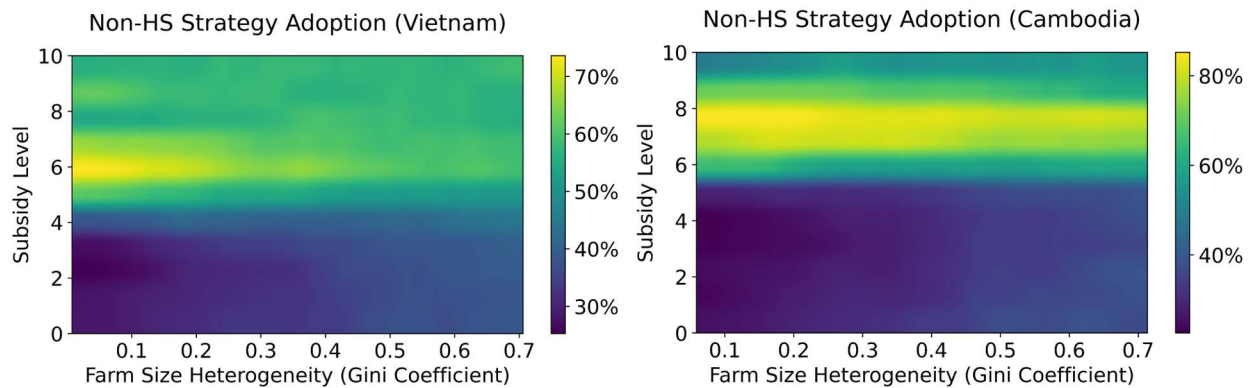 Non-HS Strategy Adoption (Vietnam)
10
8
6
4
2
0
Subsidy Level
0.1 0.2 0.3 0.4 0.5 0.6 0.7
Farm Size Heterogeneity (Gini Coefficient)
70%
60%
50%
40%
30%
Non-HS Strategy Adoption (Cambodia)
10
8
6
4
2
0
Subsidy Level
0.1 0.2 0.3 0.4 0.5 0.6 0.7
Farm Size Heterogeneity (Gini Coefficient)
80%
60%
40%